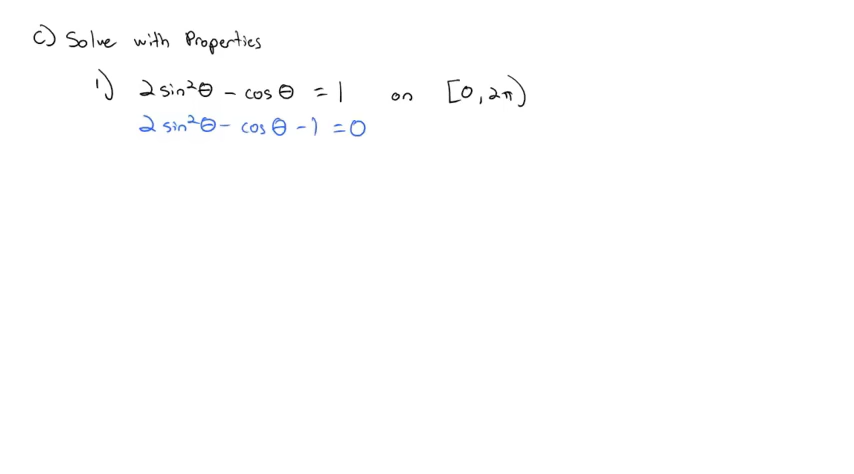 C) Solve with Properties
1) 2 sin²θ - cos θ = 1 on [0, 2π)
2 sin²θ - cos θ - 1 = 0